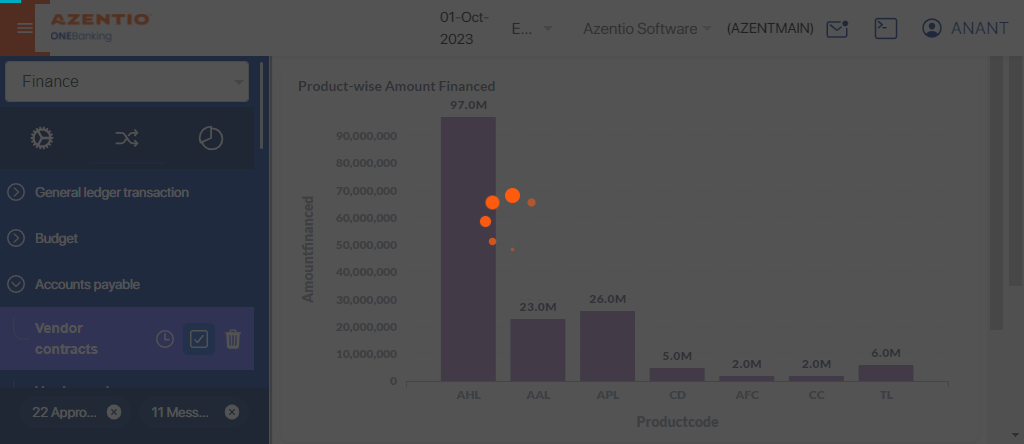 AZENTIO
ONEBanking
01-Oct-
2023
E...
Azentio Software
(AZENTMAIN)
ANANT
Finance
General ledger transaction
Budget
Accounts payable
Vendor
contracts
22 Appro...
11 Mess...
Product-wise Amount Financed
97.0M
90,000,000
80,000,000
70,000,000
60,000,000
50,000,000
40,000,000
30,000,000
20,000,000
10,000,000
0
Amountfinanced
23.0M
26.0M
5.0M
2.0M
2.0M
6.0M
AHL
AAL
APL
CD
AFC
CC
TL
Productcode